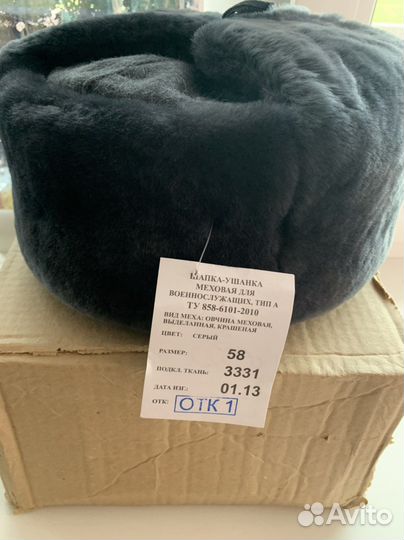 ШАПКА-УШАНКА
МЕХОВАЯ ДЛЯ
ВОЕННОСЛУЖАЩИХ, ТИП А
ТУ 858-6101-2010
ВИД МЕХА: ОВЧИНА МЕХОВАЯ,
ВЫДЕЛАННАЯ, КРАШЕНАЯ
ЦВЕТ: СЕРЫЙ
РАЗМЕР: 58
ПОДКЛ. ТКАНЬ: 3331
ДАТА ИЗГ.: 01.13
ОТК: ОТК 1
Avito